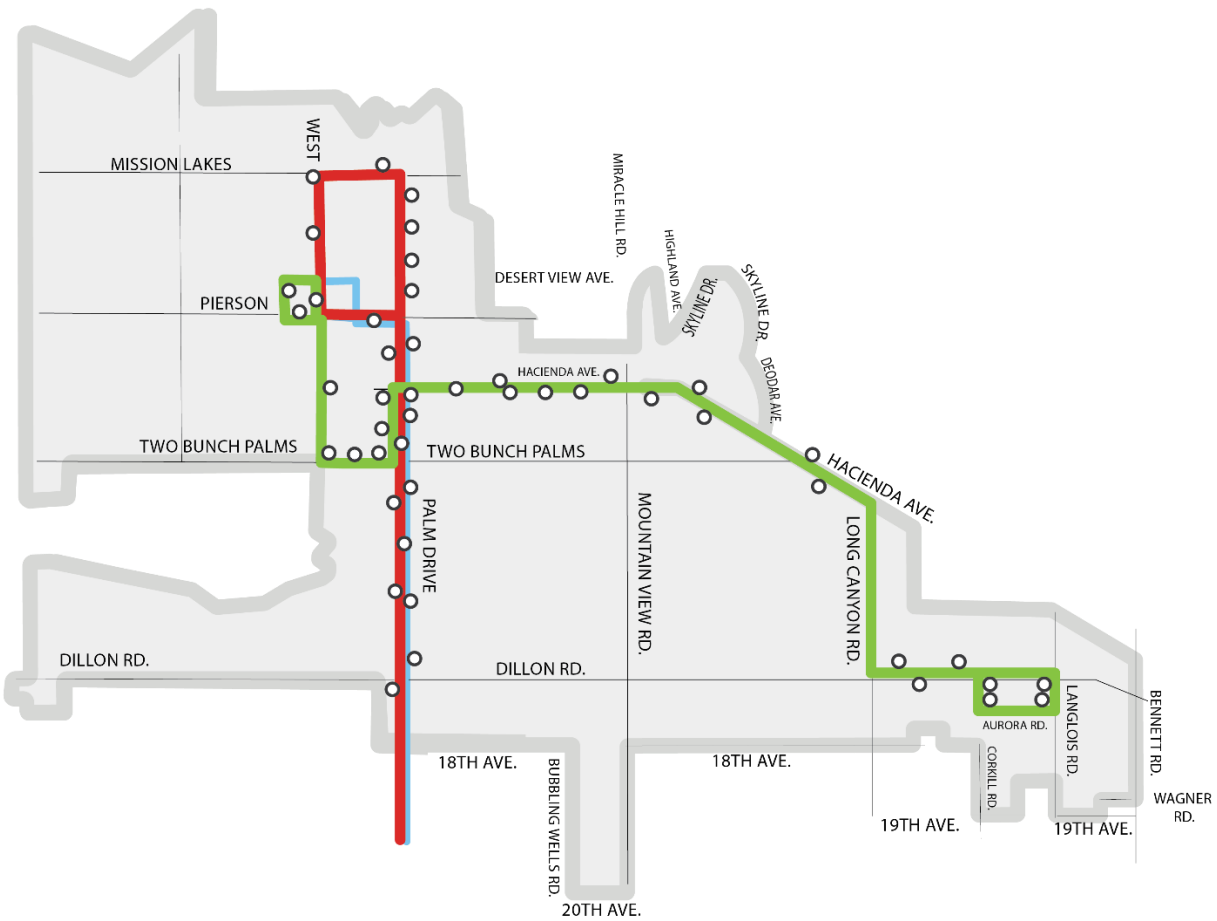 WEST
MISSION LAKES
MIRACLE HILL RD.
HIGHLAND AVE.
SKYLINE DR.
SKYLINE DR.
DESERT VIEW AVE.
PIERSON
HACIENDA AVE.
DEODAR AVE.
TWO BUNCH PALMS
TWO BUNCH PALMS
HACIENDA AVE.
PALM DRIVE
MOUNTAIN VIEW RD.
LONG CANYON RD.
DILLON RD.
DILLON RD.
LANGLOIS RD.
BENNETT RD.
AURORA RD.
18TH AVE.
BUBBLING WELLS RD.
18TH AVE.
CORKILL RD.
WAGNER
RD.
19TH AVE.
19TH AVE.
20TH AVE.